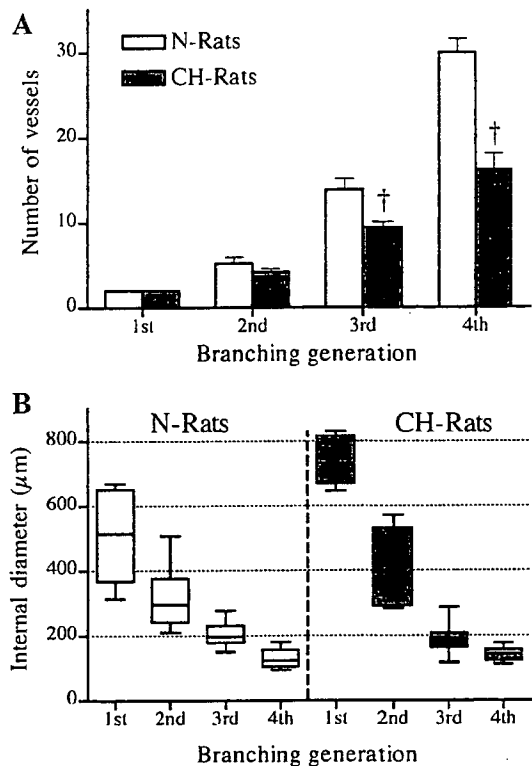 A
N-Rats
CH-Rats
Number of vessels
30
20
10
0
†
†
1st 2nd 3rd 4th
Branching generation
B
N-Rats CH-Rats
Internal diameter (μm)
800
600
400
200
0
1st 2nd 3rd 4th 1st 2nd 3rd 4th
Branching generation